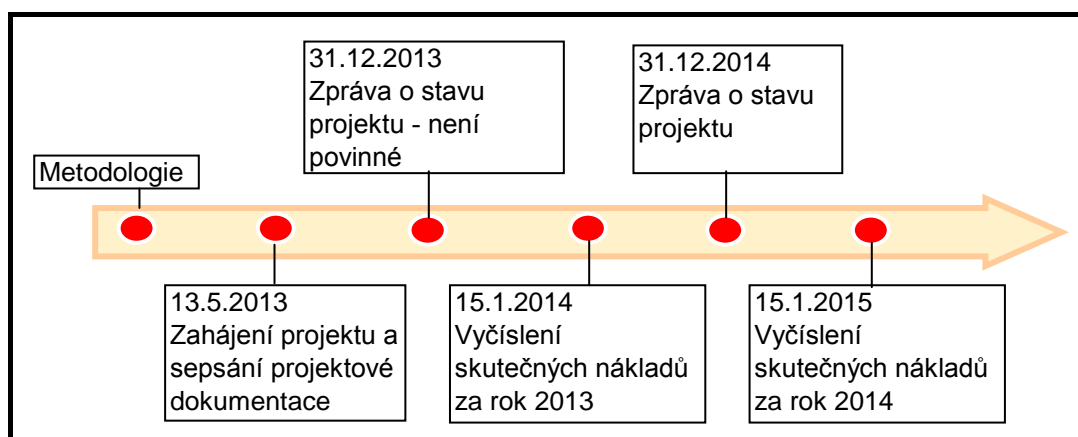 Metodologie
13.5.2013
Zahájení projektu a
sepsání projektové
dokumentace
31.12.2013
Zpráva o stavu
projektu - není
povinné
15.1.2014
Vyčíslení
skutečných nákladů
za rok 2013
31.12.2014
Zpráva o stavu
projektu
15.1.2015
Vyčíslení
skutečných nákladů
za rok 2014